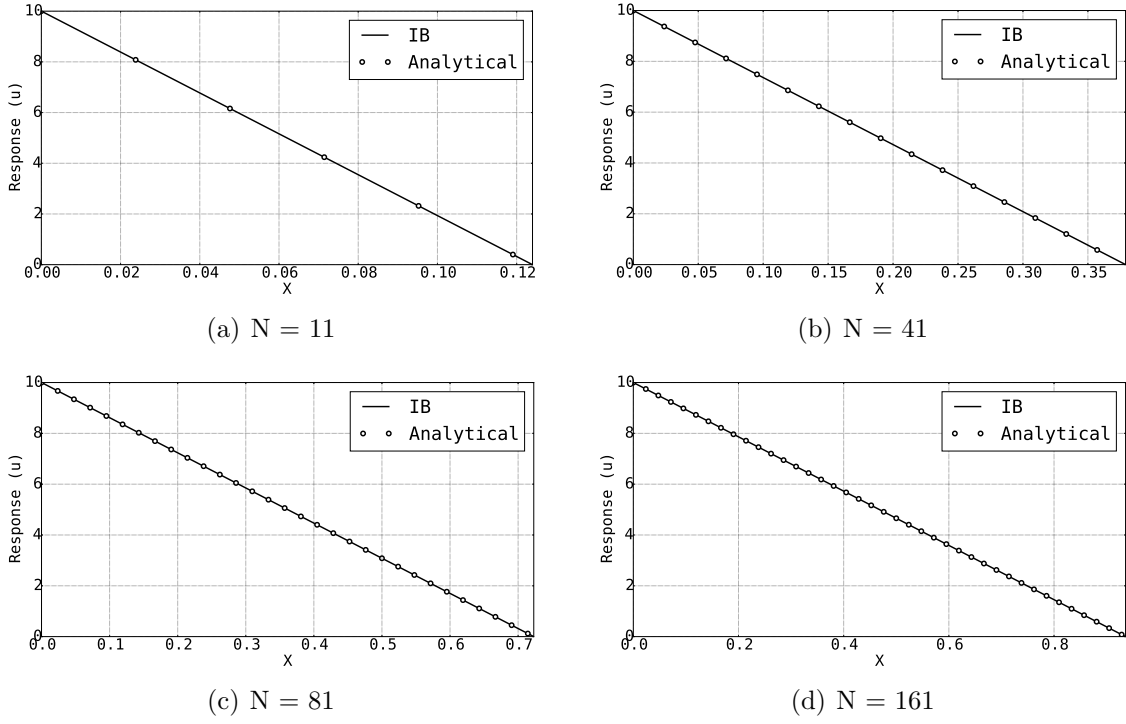 10
8
6
4
2
0
Response (u)
IB
Analytical
0.00 0.02 0.04 0.06 0.08 0.10 0.12
X
(a) N = 11
10
8
6
4
2
0
Response (u)
IB
Analytical
0.00 0.05 0.10 0.15 0.20 0.25 0.30 0.35
X
(b) N = 41
10
8
6
4
2
0
Response (u)
IB
Analytical
0.0 0.1 0.2 0.3 0.4 0.5 0.6 0.7
X
(c) N = 81
10
8
6
4
2
0
Response (u)
IB
Analytical
0.0 0.2 0.4 0.6 0.8
X
(d) N = 161